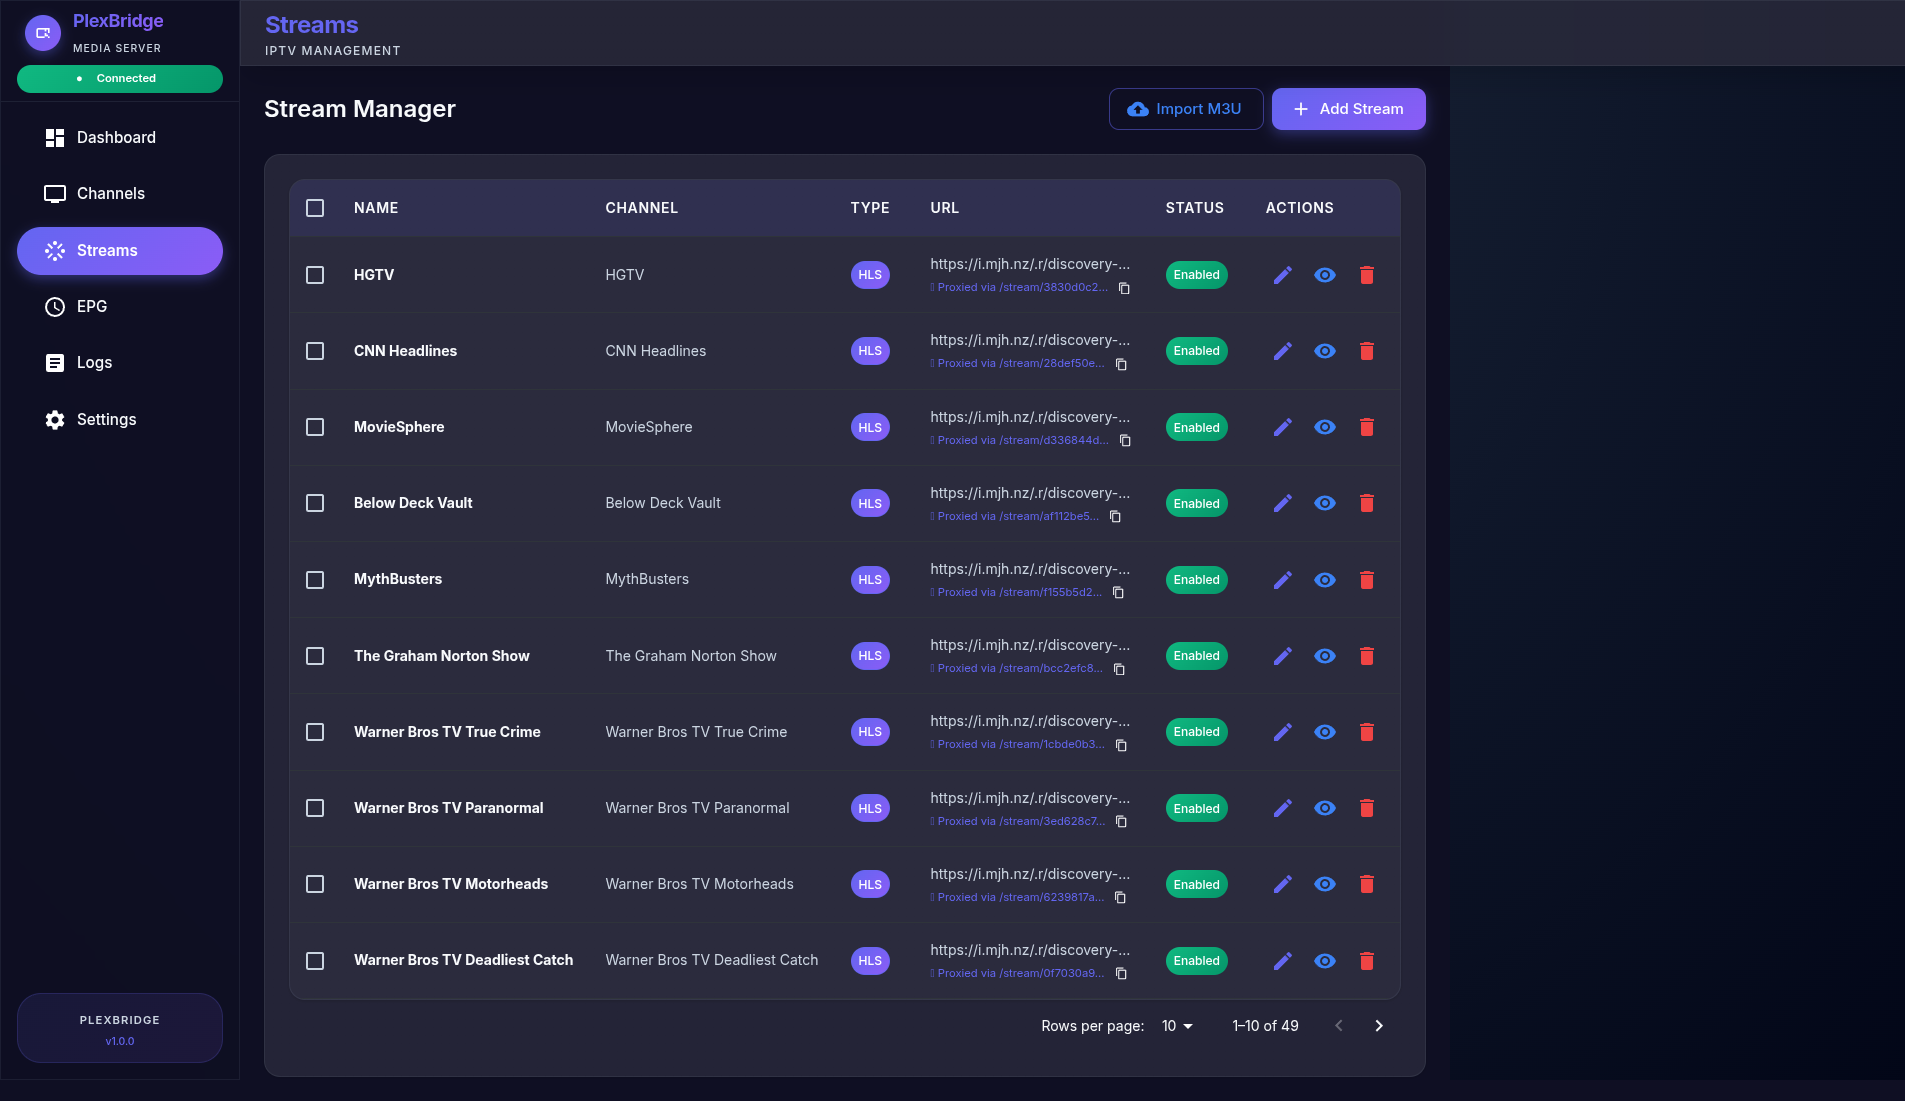 PlexBridge
MEDIA SERVER
Connected
Dashboard
Channels
Streams
EPG
Logs
Settings
PLEXBRIDGE
v1.0.0
Streams
IPTV MANAGEMENT
Stream Manager
Import M3U
Add Stream
NAME CHANNEL TYPE URL STATUS ACTIONS
HGTV HGTV HLS https://i.mjh.nz/.r/discovery-... Enabled
Proxied via /stream/3830d0c2...
CNN Headlines CNN Headlines HLS https://i.mjh.nz/.r/discovery-... Enabled
Proxied via /stream/28def50e...
MovieSphere MovieSphere HLS https://i.mjh.nz/.r/discovery-... Enabled
Proxied via /stream/d336844d...
Below Deck Vault Below Deck Vault HLS https://i.mjh.nz/.r/discovery-... Enabled
Proxied via /stream/af112be5...
MythBusters MythBusters HLS https://i.mjh.nz/.r/discovery-... Enabled
Proxied via /stream/f155b5d2...
The Graham Norton Show The Graham Norton Show HLS https://i.mjh.nz/.r/discovery-... Enabled
Proxied via /stream/bcc2efc8...
Warner Bros TV True Crime Warner Bros TV True Crime HLS https://i.mjh.nz/.r/discovery-... Enabled
Proxied via /stream/1cbde0b3...
Warner Bros TV Paranormal Warner Bros TV Paranormal HLS https://i.mjh.nz/.r/discovery-... Enabled
Proxied via /stream/3ed628c7...
Warner Bros TV Motorheads Warner Bros TV Motorheads HLS https://i.mjh.nz/.r/discovery-... Enabled
Proxied via /stream/6239817a...
Warner Bros TV Deadliest Catch Warner Bros TV Deadliest Catch HLS https://i.mjh.nz/.r/discovery-... Enabled
Proxied via /stream/0f7030a9...
Rows per page: 10 1–10 of 49